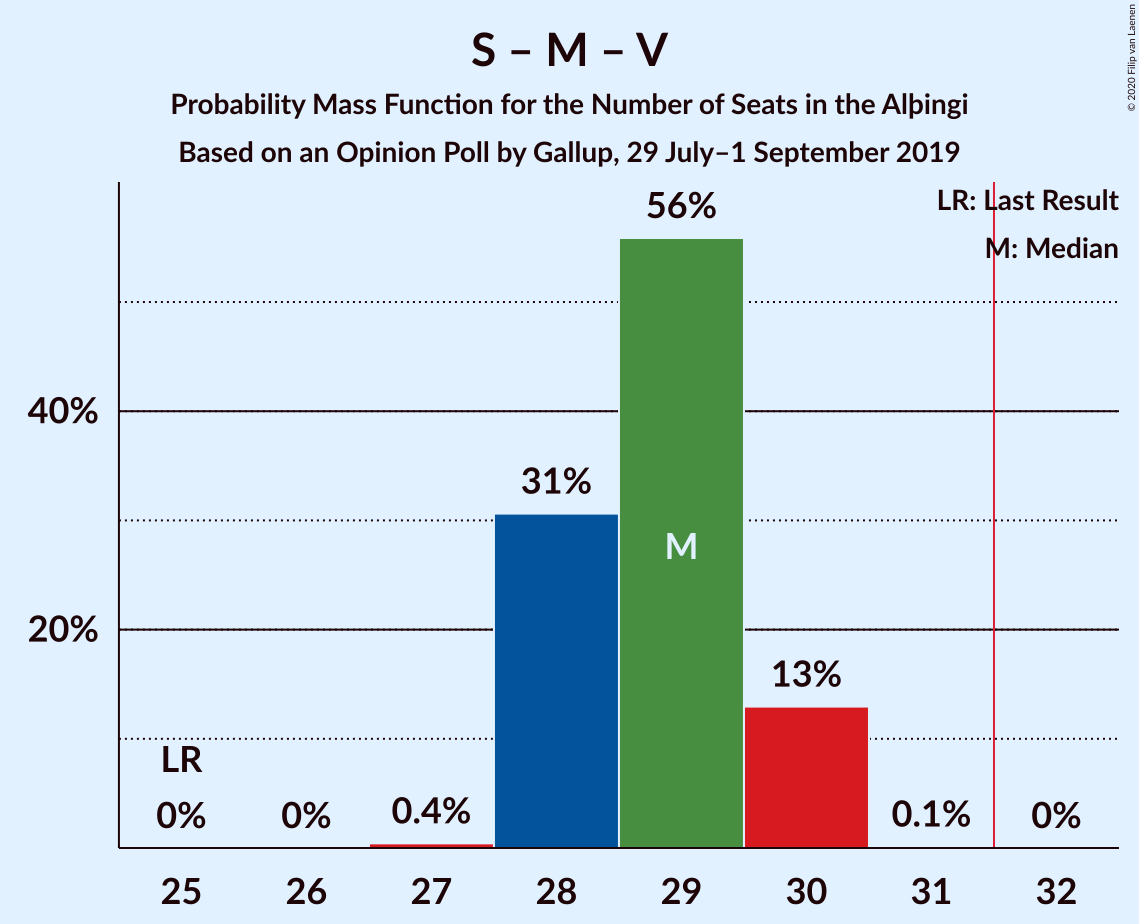 S – M – V
Probability Mass Function for the Number of Seats in the Alþingi
Based on an Opinion Poll by Gallup, 29 July–1 September 2019
© 2020 Filip van Laenen
LR: Last Result
M: Median
56%
40%
31%
M
20%
13%
LR
0%
0%
0.4%
0.1%
0%
25
26
27
28
29
30
31
32